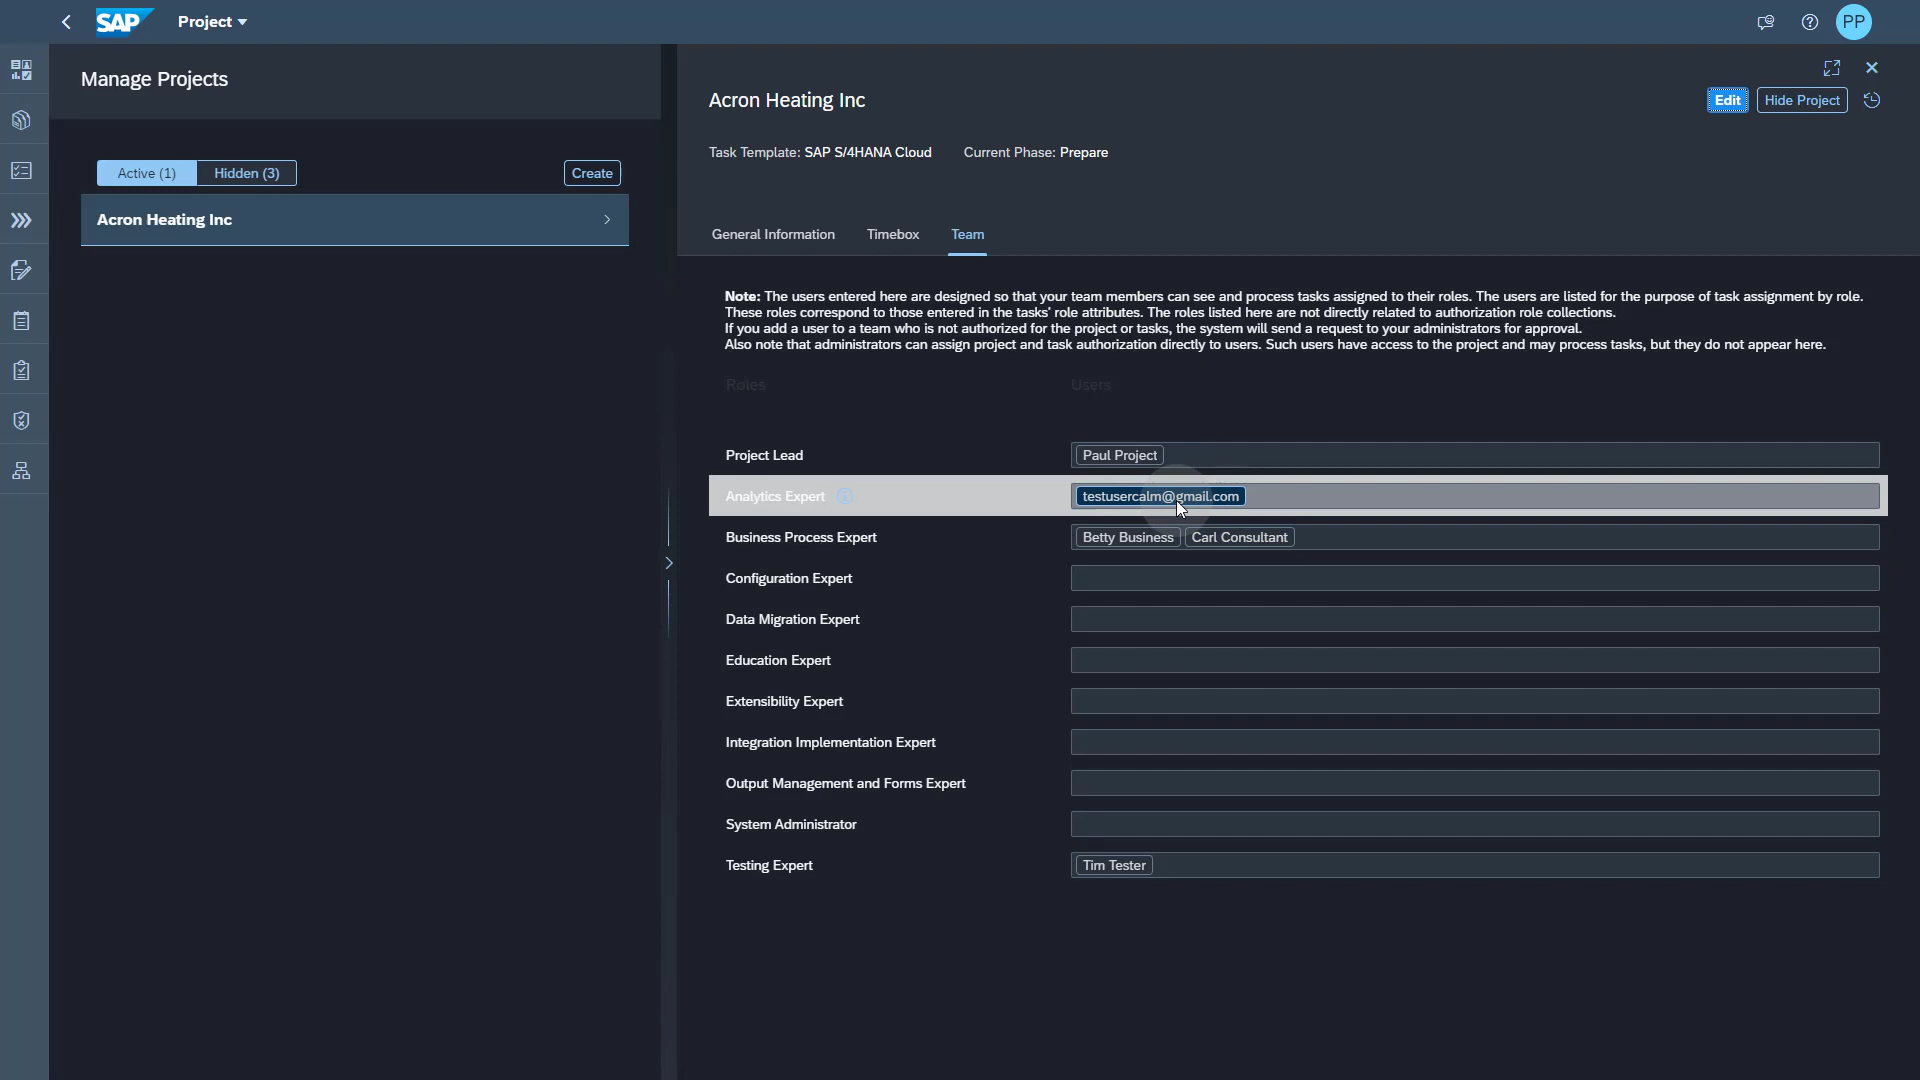 SAP Project PP
Manage Projects
Acron Heating Inc
Edit Hide Project
Task Template: SAP S/4HANA Cloud Current Phase: Prepare
Active (1) Hidden (3) Create
Acron Heating Inc
General Information Timebox Team
Note: The users entered here are designed so that your team members can see and process tasks assigned to their roles. The users are listed for the purpose of task assignment by role.
These roles correspond to those entered in the tasks' role attributes. The roles listed here are not directly related to authorization role collections.
If you add a user to a team who is not authorized for the project or tasks, the system will send a request to your administrators for approval.
Also note that administrators can assign project and task authorization directly to users. Such users have access to the project and may process tasks, but they do not appear here.
Roles Users
Project Lead Paul Project
Analytics Expert testusercalm@gmail.com
Business Process Expert Betty Business Carl Consultant
Configuration Expert
Data Migration Expert
Education Expert
Extensibility Expert
Integration Implementation Expert
Output Management and Forms Expert
System Administrator
Testing Expert Tim Tester